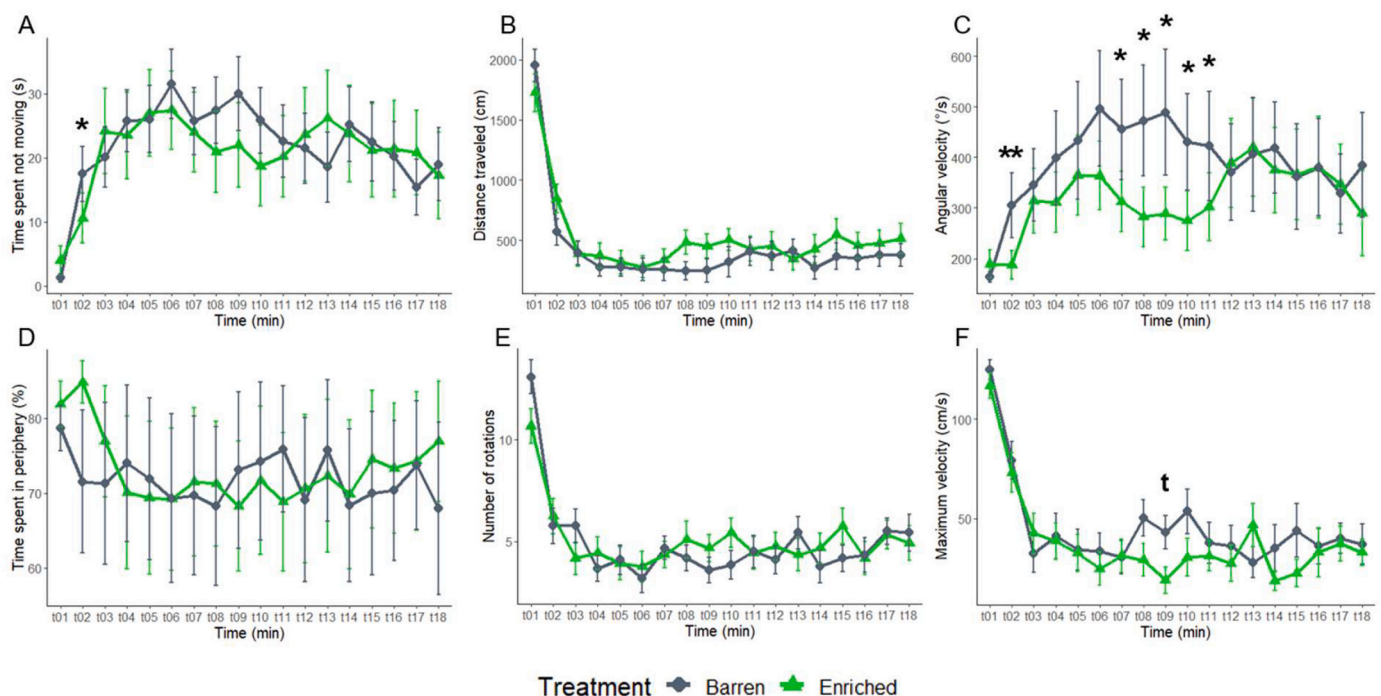 A
Time spent not moving (s)
30
20
10
0
*
t01 t02 t03 t04 t05 t06 t07 t08 t09 t10 t11 t12 t13 t14 t15 t16 t17 t18
Time (min)
B
Distance traveled (cm)
2000
1500
1000
500
t01 t02 t03 t04 t05 t06 t07 t08 t09 t10 t11 t12 t13 t14 t15 t16 t17 t18
Time (min)
C
Angular velocity (°/s)
600
500
400
300
200
** * * * * *
t01 t02 t03 t04 t05 t06 t07 t08 t09 t10 t11 t12 t13 t14 t15 t16 t17 t18
Time (min)
D
Time spent in periphery (%)
80
70
60
t01 t02 t03 t04 t05 t06 t07 t08 t09 t10 t11 t12 t13 t14 t15 t16 t17 t18
Time (min)
E
Number of rotations
10
5
t01 t02 t03 t04 t05 t06 t07 t08 t09 t10 t11 t12 t13 t14 t15 t16 t17 t18
Time (min)
F
Maximum velocity (cm/s)
100
50
t
t01 t02 t03 t04 t05 t06 t07 t08 t09 t10 t11 t12 t13 t14 t15 t16 t17 t18
Time (min)
Treatment Barren Enriched